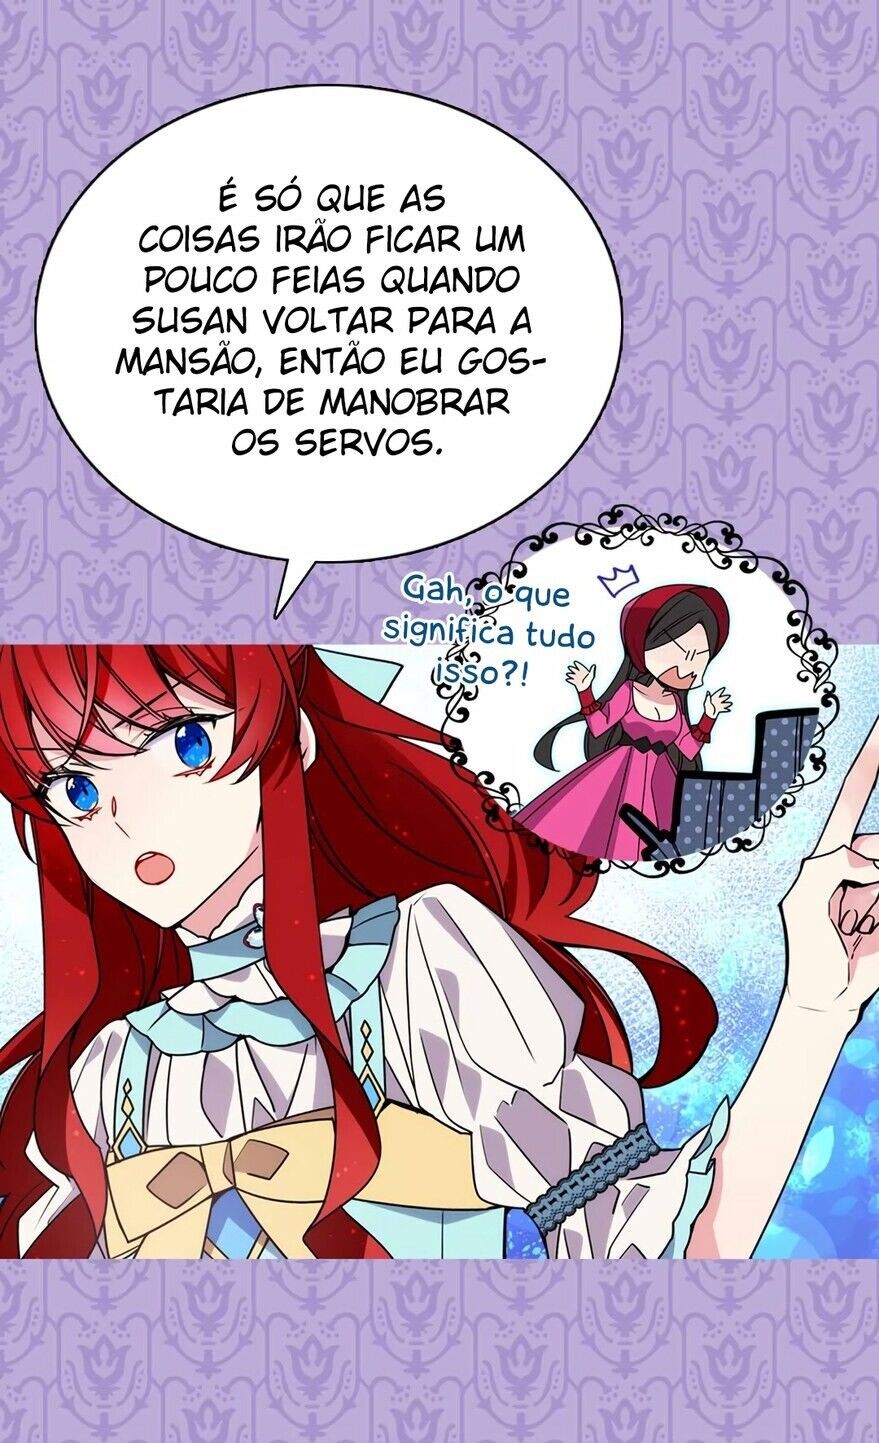 É SÓ QUE AS
COISAS IRÃO FICAR UM
POUCO FEIAS QUANDO
SUSAN VOLTAR PARA A
MANSÃO, ENTÃO EU GOS-
TARIA DE MANOBRAR
OS SERVOS.
Gah, o que
significa tudo
isso?!